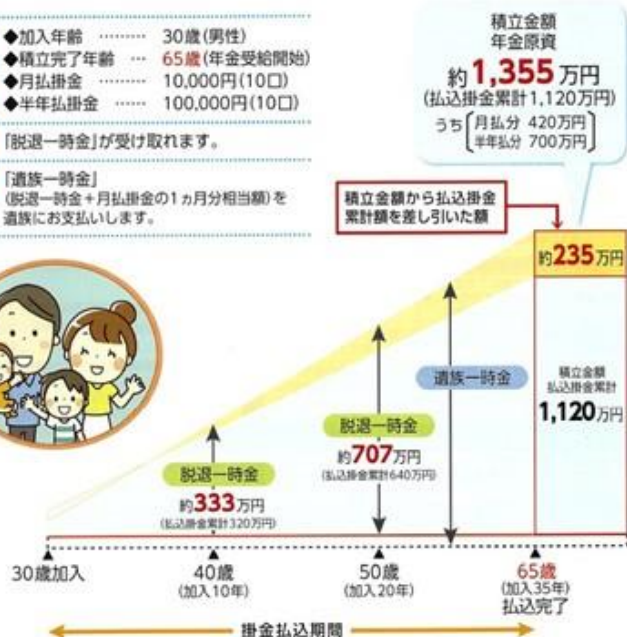 ◆加入年齢 ……… 30歳(男性)
◆積立完了年齢 … 65歳(年金受給開始)
◆月払掛金 …… 10,000円(10口)
◆半年払掛金 …… 100,000円(10口)
「脱退一時金」が受け取れます。
「遺族一時金」
(脱退一時金+月払掛金の1ヵ月分相当額)を
遺族にお支払いします。
積立金額
年金原資
約1,355万円
(払込掛金累計1,120万円)
うち[月払分 420万円
半年払分 700万円]
積立金額から払込掛金
累計額を差し引いた額
約235万円
積立金額
払込掛金累計
1,120万円
遺族一時金
脱退一時金
約707万円
(払込掛金累計640万円)
脱退一時金
約333万円
(払込掛金累計320万円)
30歳加入
40歳
(加入10年)
50歳
(加入20年)
65歳
(加入35年)
払込完了
掛金払込期間